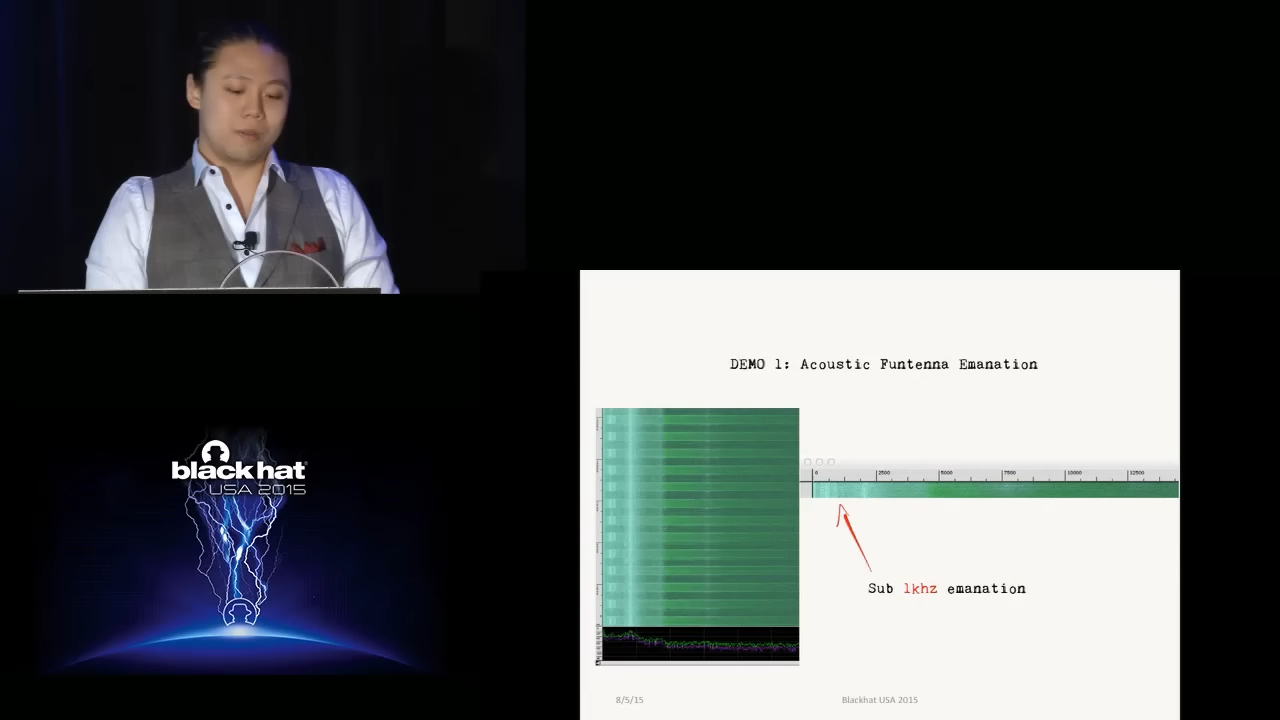 DEMO 1: Acoustic Funtenna Emanation
0 2500 5000 7500 10000 12500
Sub 1khz emanation
8/5/15
Blackhat USA 2015
black hat
USA 2015